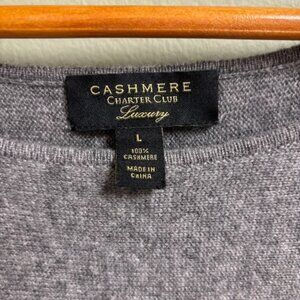 CASHMERE
CHARTER CLUB
Luxury
L
100%
CASHMERE
MADE IN
CHINA